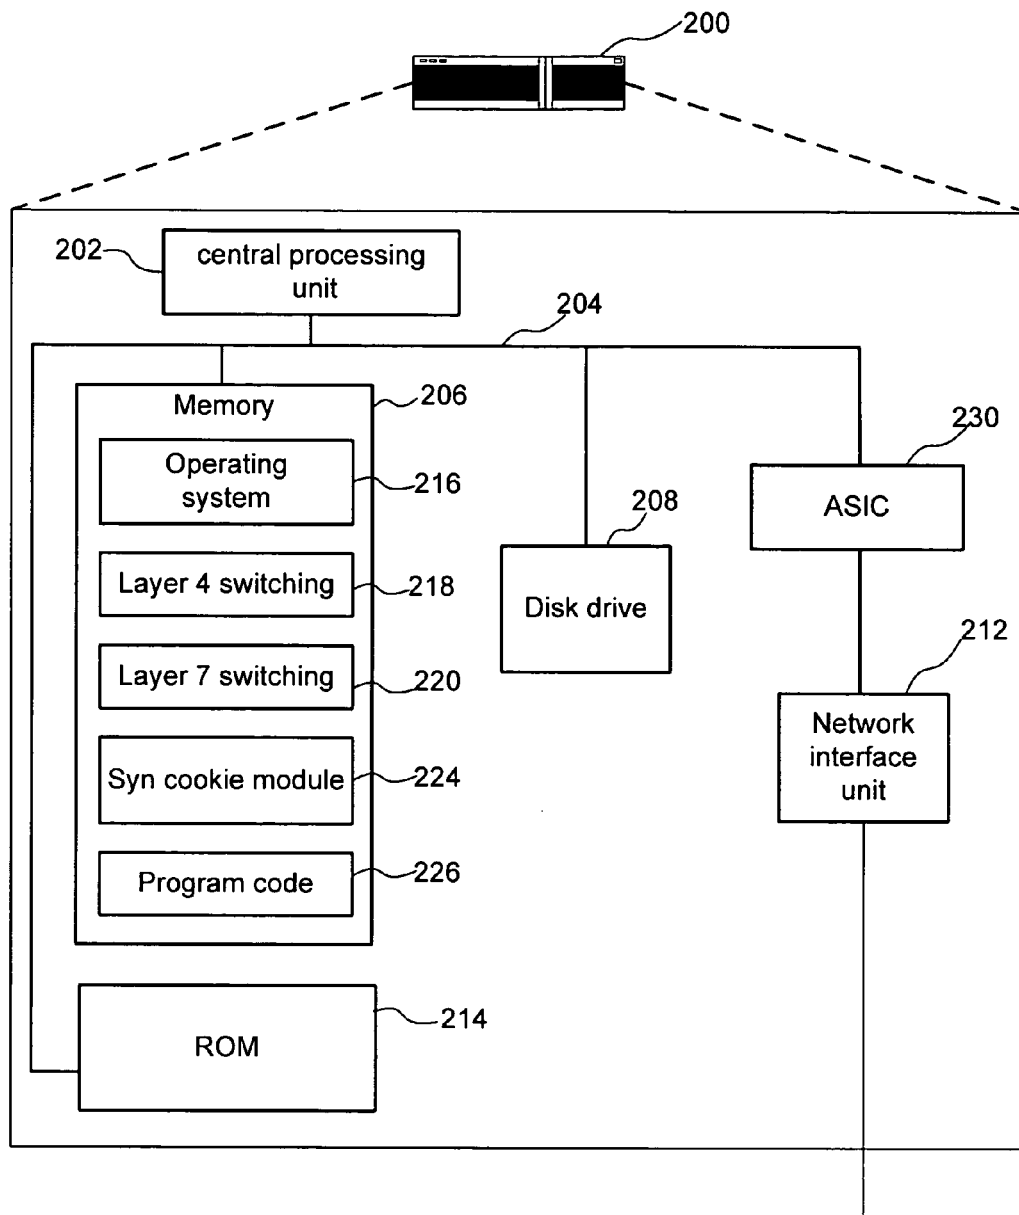 200
202
central processing
unit
204
Memory
206
230
Operating
system
216
ASIC
208
Layer 4 switching
218
Disk drive
212
Layer 7 switching
220
Network
interface
unit
Syn cookie module
224
Program code
226
ROM
214